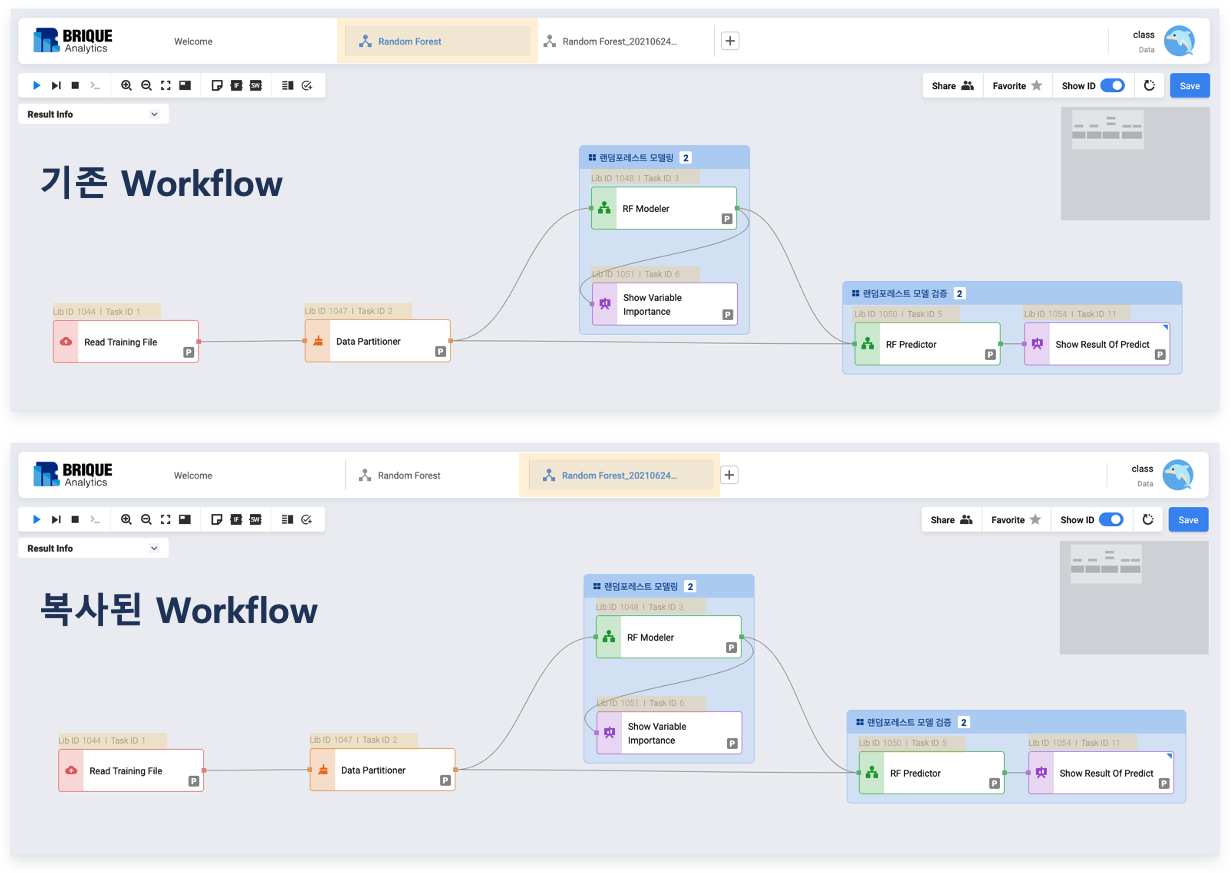 BRIQUE
Analytics
Welcome
Random Forest
Random Forest_20210624...
class
Data
Share
Favorite
Show ID
Save
IF
SW
Result Info
기존 Workflow
랜덤포레스트 모델링 2
Lib ID 1048 I Task ID 3
RF Modeler
P
Lib ID 1051 I Task ID 6
Show Variable
Importance
P
Lib ID 1044 I Task ID 1
Read Training File
P
Lib ID 1047 I Task ID 2
Data Partitioner
P
랜덤포레스트 모델 검증 2
Lib ID 1050 I Task ID 5
RF Predictor
P
Lib ID 1054 I Task ID 11
Show Result Of Predict
P
BRIQUE
Analytics
Welcome
Random Forest
Random Forest_20210624...
class
Data
IF
SW
Share
Favorite
Show ID
Save
Result Info
복사된 Workflow
랜덤포레스트 모델링 2
Lib ID 1048 I Task ID 3
RF Modeler
P
Lib ID 1051 I Task ID 6
Show Variable
Importance
P
Lib ID 1044 I Task ID 1
Read Training File
P
Lib ID 1047 I Task ID 2
Data Partitioner
P
랜덤포레스트 모델 검증 2
Lib ID 1050 I Task ID 5
RF Predictor
P
Lib ID 1054 I Task ID 11
Show Result Of Predict
P